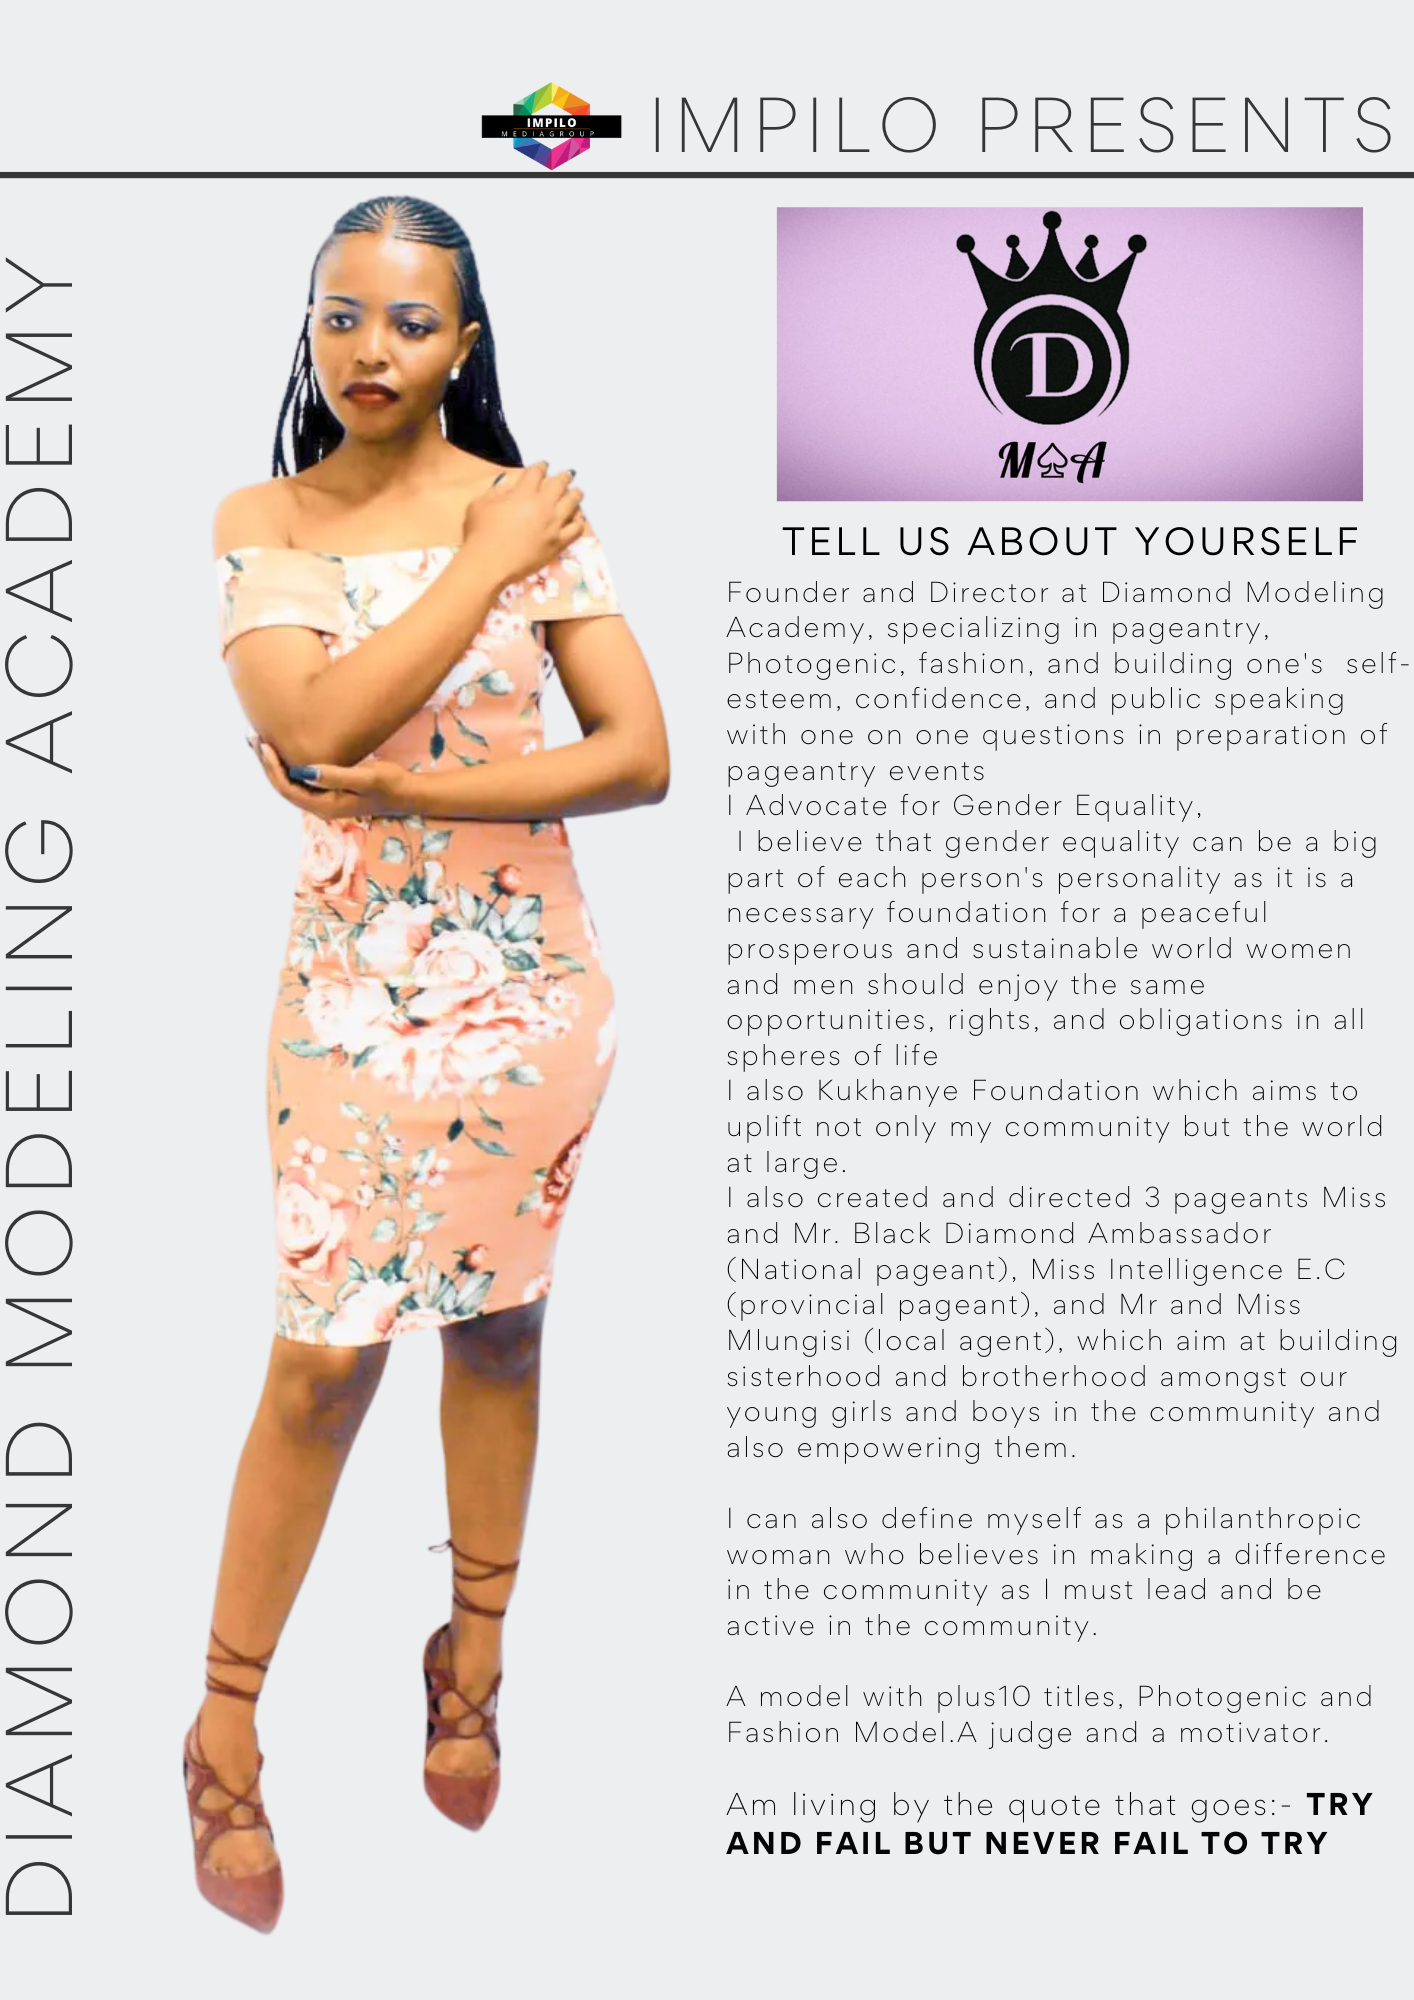 IMPILO
MEDIAGROUP
IMPILO PRESENTS
DIAMOND MODELING ACADEMY
D
M♤A
TELL US ABOUT YOURSELF
Founder and Director at Diamond Modeling
Academy, specializing in pageantry,
Photogenic, fashion, and building one's  self-
esteem, confidence, and public speaking
with one on one questions in preparation of
pageantry events
I Advocate for Gender Equality,
I believe that gender equality can be a big
part of each person's personality as it is a
necessary foundation for a peaceful
prosperous and sustainable world women
and men should enjoy the same
opportunities, rights, and obligations in all
spheres of life
I also Kukhanye Foundation which aims to
uplift not only my community but the world
at large.
I also created and directed 3 pageants Miss
and Mr. Black Diamond Ambassador
(National pageant), Miss Intelligence E.C
(provincial pageant), and Mr and Miss
Mlungisi (local agent), which aim at building
sisterhood and brotherhood amongst our
young girls and boys in the community and
also empowering them.
I can also define myself as a philanthropic
woman who believes in making a difference
in the community as I must lead and be
active in the community.
A model with plus10 titles, Photogenic and
Fashion Model.A judge and a motivator.
Am living by the quote that goes:- TRY
AND FAIL BUT NEVER FAIL TO TRY